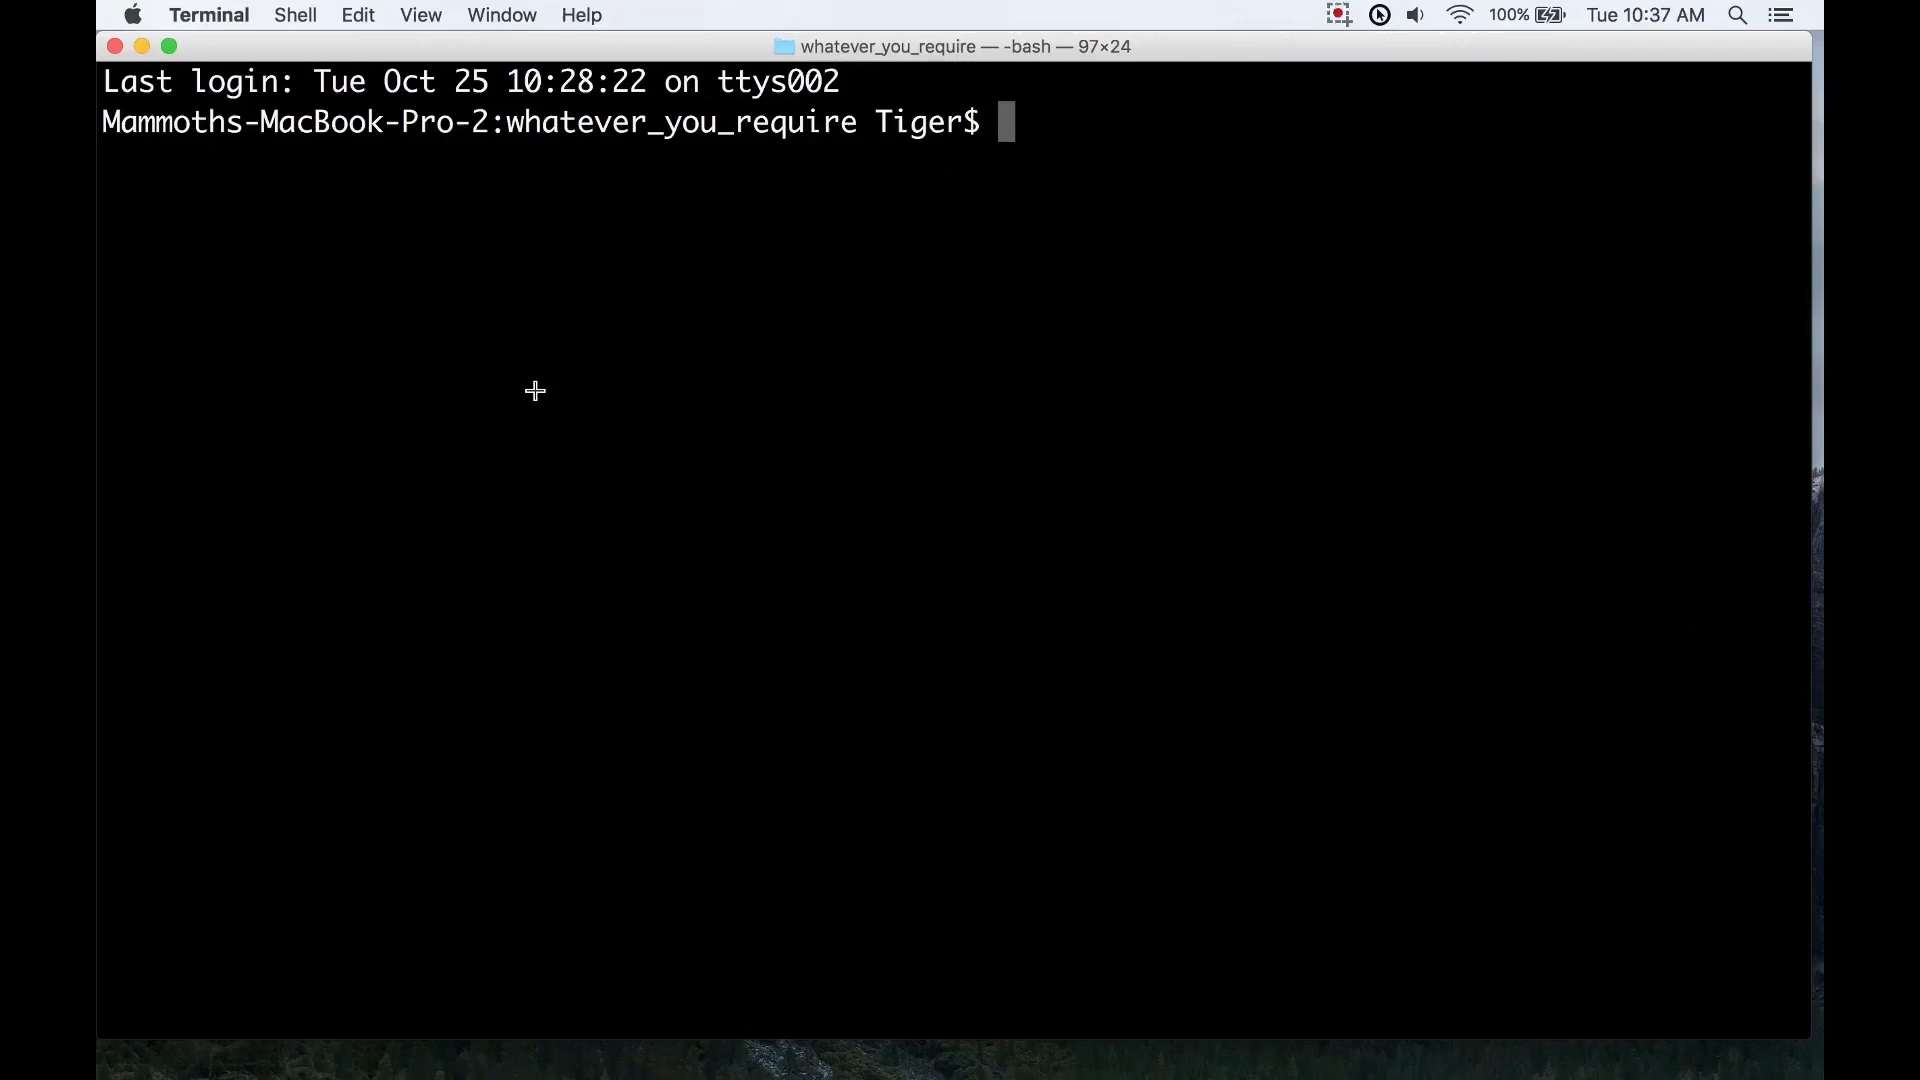 Terminal Shell Edit View Window Help 100% Tue 10:37 AM
whatever_you_require — -bash — 97×24
Last login: Tue Oct 25 10:28:22 on ttys002
Mammoths-MacBook-Pro-2:whatever_you_require Tiger$